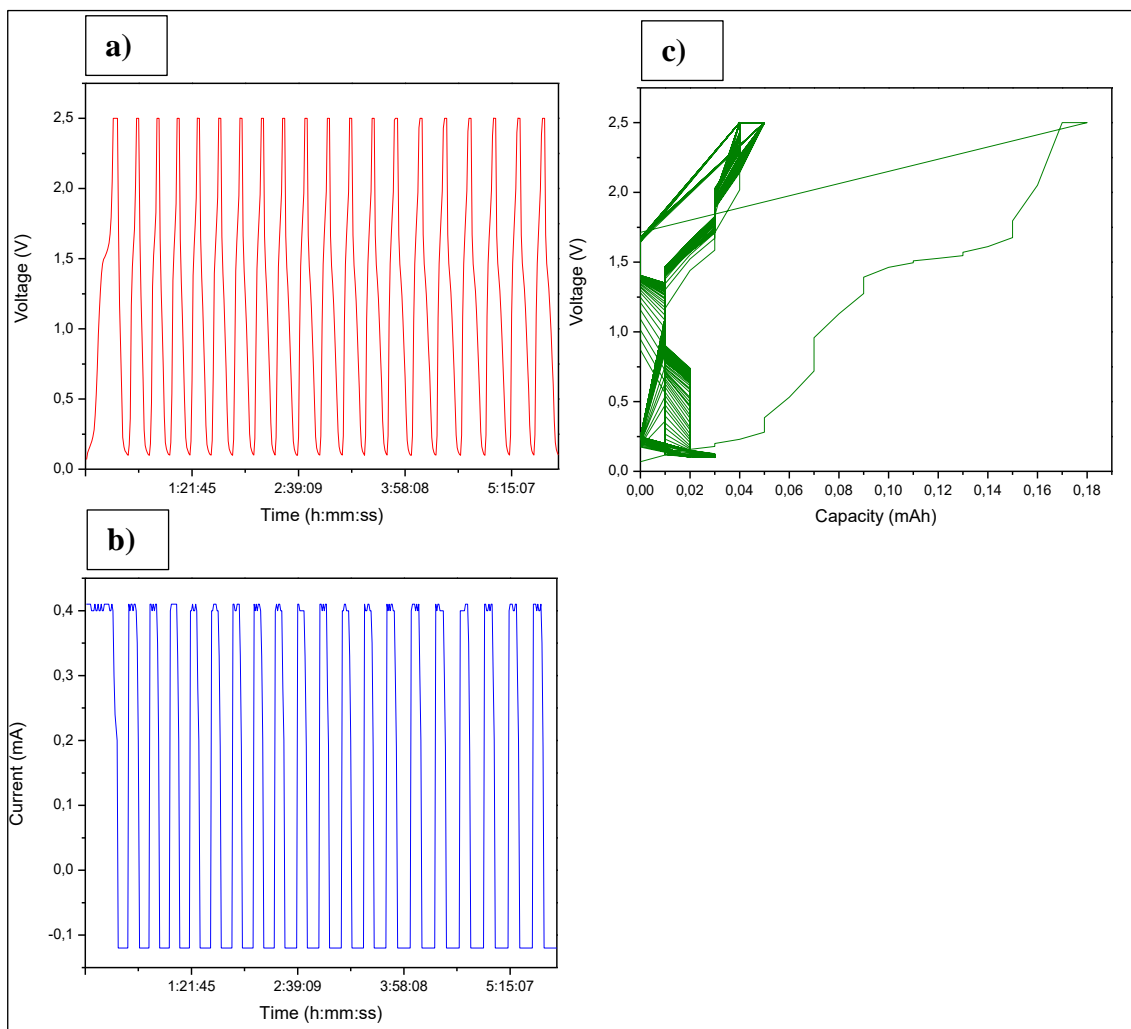 a)
2,5
2,0
1,5
1,0
0,5
0,0
Voltage (V)
1:21:45 2:39:09 3:58:08 5:15:07
Time (h:mm:ss)
b)
0,4
0,3
0,2
0,1
0,0
-0,1
Current (mA)
1:21:45 2:39:09 3:58:08 5:15:07
Time (h:mm:ss)
c)
2,5
2,0
1,5
1,0
0,5
0,0
Voltage (V)
0,00 0,02 0,04 0,06 0,08 0,10 0,12 0,14 0,16 0,18
Capacity (mAh)